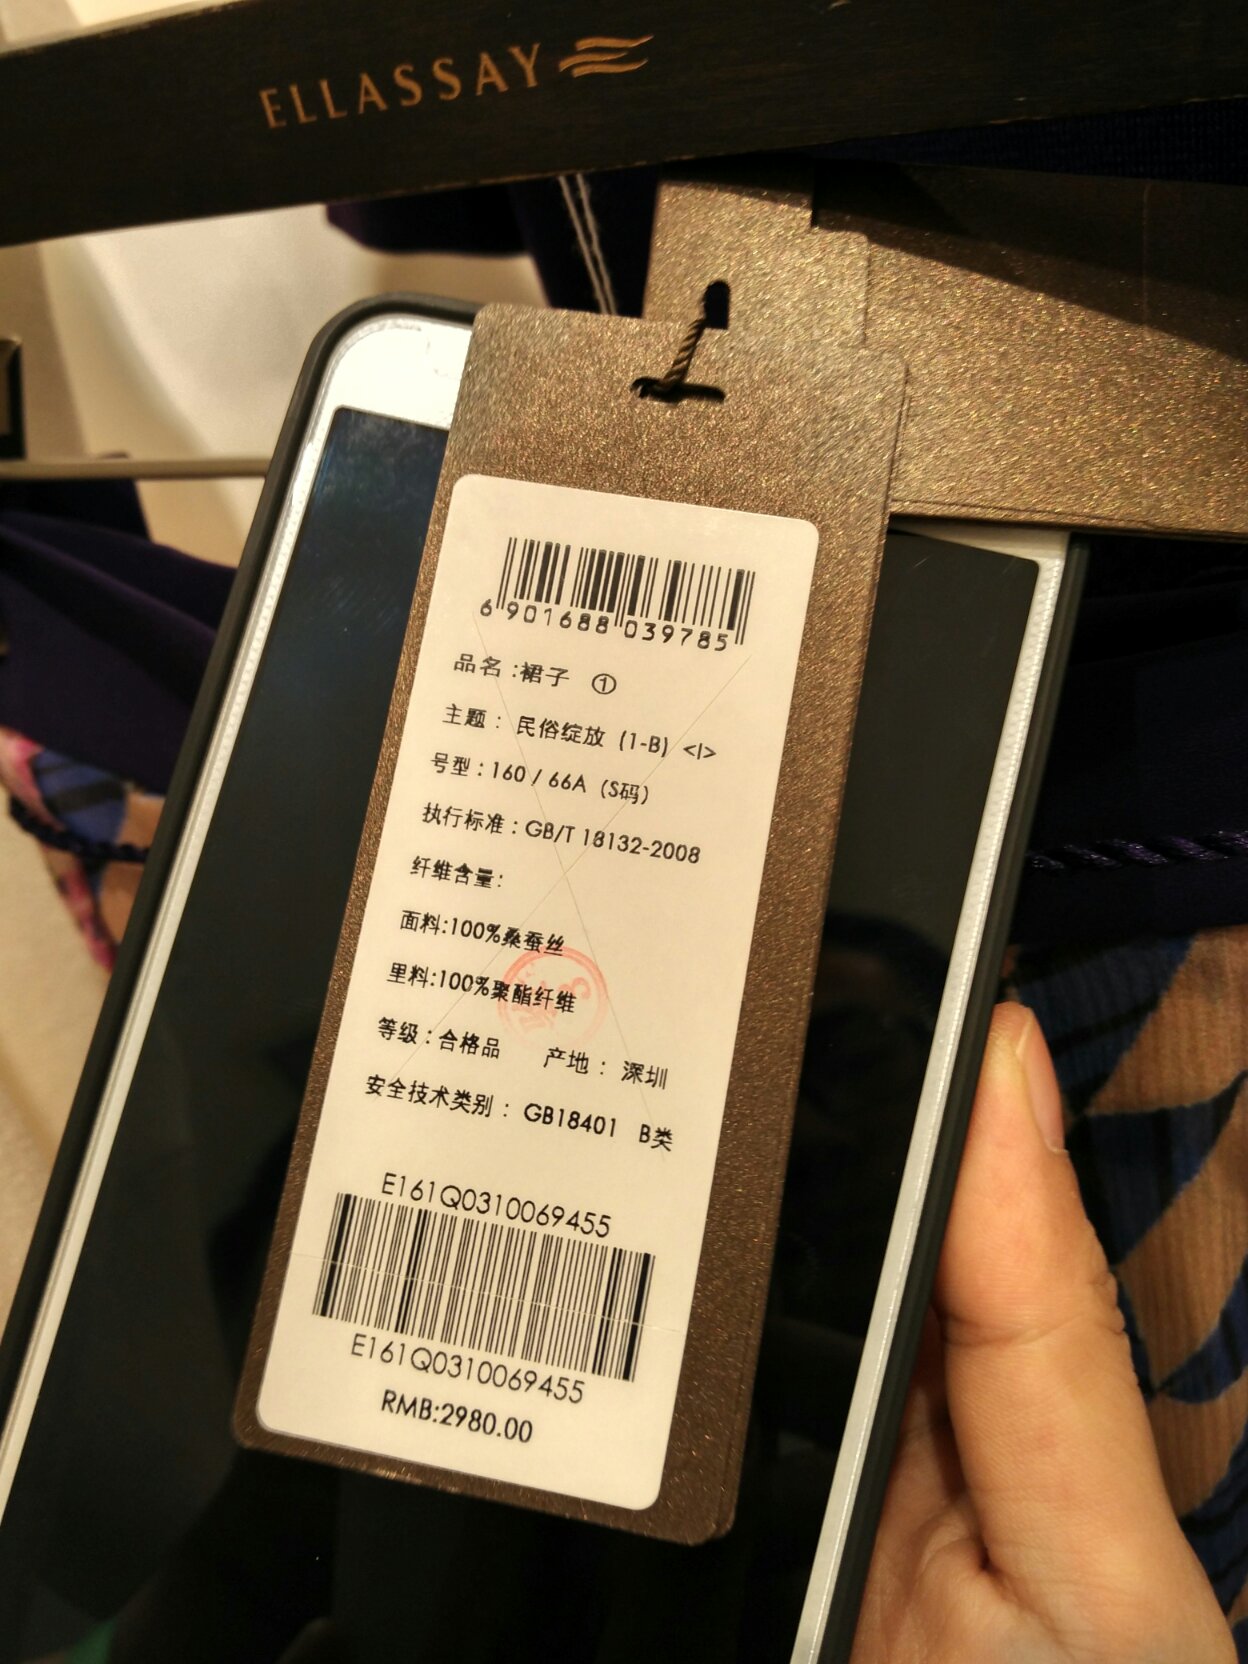 ELLASSAY
6 901688 039785
品名:裙子 ①
主题: 民俗绽放 (1-B) <I>
号型:160 / 66A (S码)
执行标准:GB/T 18132-2008
纤维含量:
面料:100%桑蚕丝
里料:100%聚酯纤维
等级:合格品 产地: 深圳
安全技术类别: GB18401 B类
E161Q0310069455
E161Q0310069455
RMB:2980.00